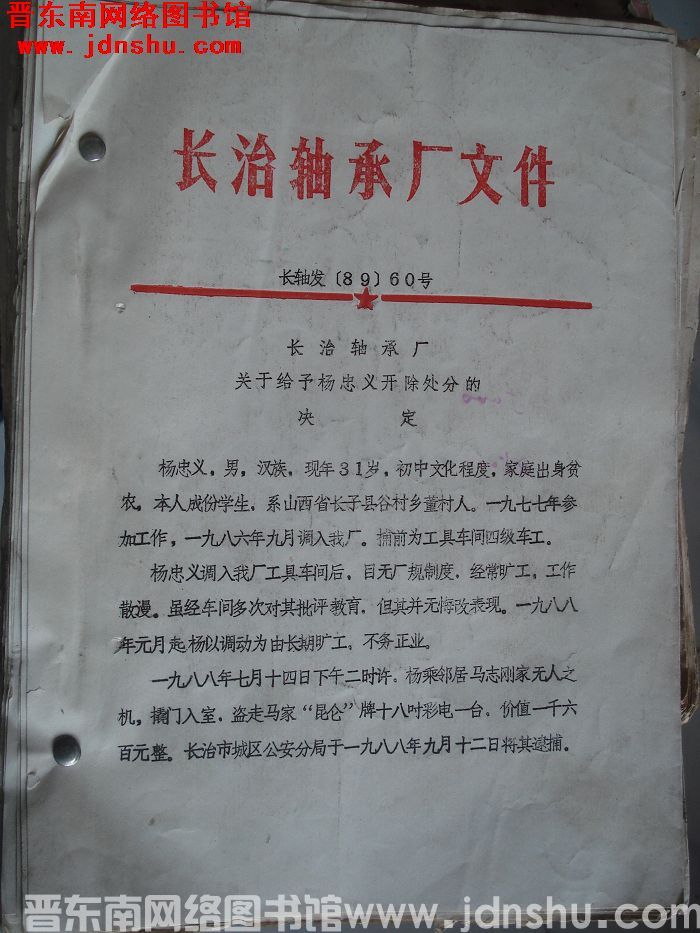 晋东南网络图书馆
www.jdnshu.com
长治轴承厂文件
长轴发〔89〕60号
长治轴承厂
关于给予杨忠义开除处分的
决定
杨忠义，男，汉族，现年31岁，初中文化程度，家庭出身贫
农，本人成份学生，系山西省长子县谷村乡董村人。一九七七年参
加工作，一九八六年九月调入我厂。捕前为工具车间四级车工。
杨忠义调入我厂工具车间后，目无厂规制度，经常旷工，工作
散漫。虽经车间多次对其批评教育，但其并无悔改表现。一九八八
年元月起杨以调动为由长期旷工，不务正业。
一九八八年七月十四日下午二时许，杨乘邻居马志刚家无人之
机，撬门入室，盗走马家“昆仑”牌十八吋彩电一台，价值一千六
百元整。长治市城区公安分局于一九八八年九月十二日将其逮捕。
晋东南网络图书馆www.jdnshu.com